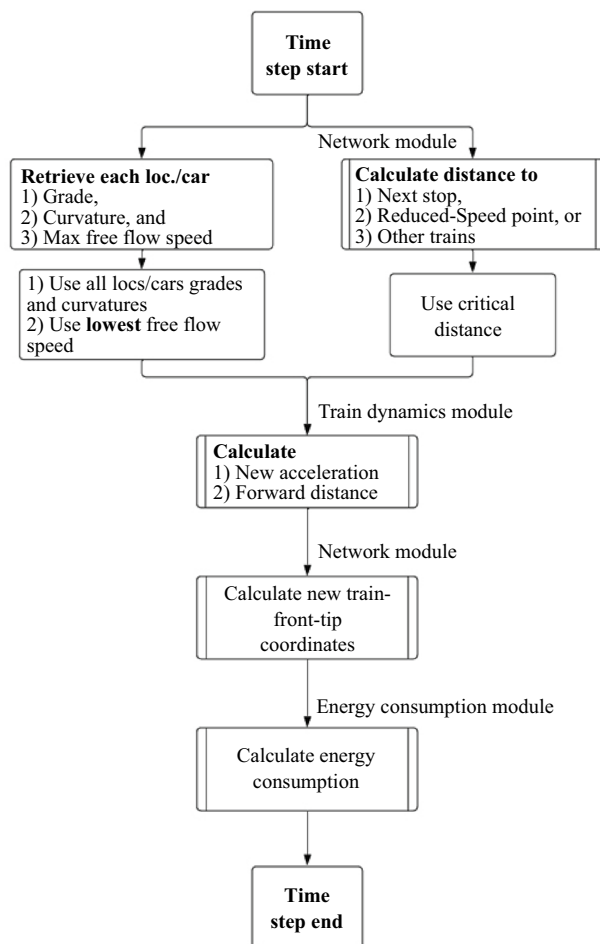 Time
step start
Network module
Retrieve each loc./car
1) Grade,
2) Curvature, and
3) Max free flow speed
Calculate distance to
1) Next stop,
2) Reduced-Speed point, or
3) Other trains
1) Use all locs/cars grades
and curvatures
2) Use lowest free flow
speed
Use critical
distance
Train dynamics module
Calculate
1) New acceleration
2) Forward distance
Network module
Calculate new train-
front-tip
coordinates
Energy consumption module
Calculate energy
consumption
Time
step end